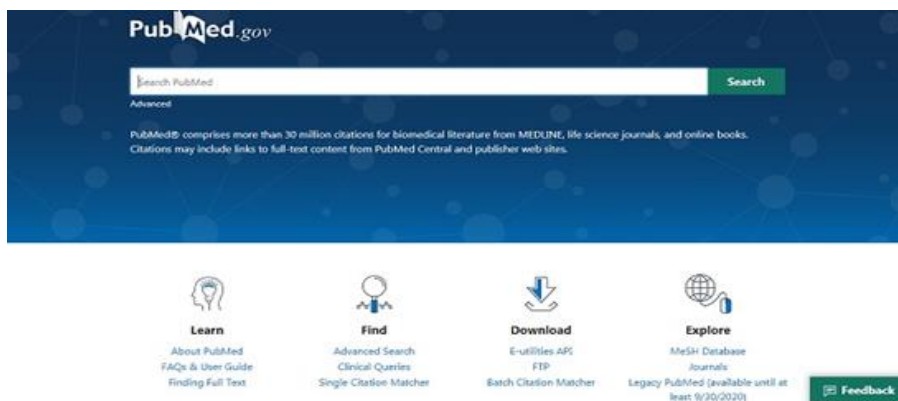 PubMed.gov
Search PubMed
Search
Advanced
PubMed® comprises more than 30 million citations for biomedical literature from MEDLINE, life science journals, and online books.
Citations may include links to full-text content from PubMed Central and publisher web sites.
Learn
About PubMed
FAQs & User Guide
Finding Full Text
Find
Advanced Search
Clinical Queries
Single Citation Matcher
Download
E-utilities API
FTP
Batch Citation Matcher
Explore
MeSH Database
Journals
Legacy PubMed (available until at
least 9/30/2020)
Feedback